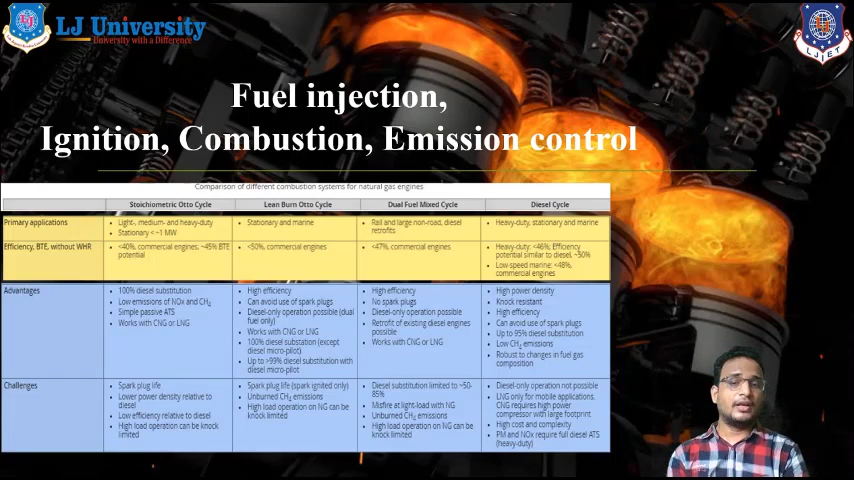 LJ University
University with a Difference
LJIET
Fuel injection,
Ignition, Combustion, Emission control
Comparison of different combustion systems for natural gas engines
Stoichiometric Otto Cycle
Lean Burn Otto Cycle
Dual Fuel Mixed Cycle
Diesel Cycle
Primary applications
• Light-, medium- and heavy-duty
• Stationary < ~1 MW
• Stationary and marine
• Rail and large non-road, diesel
retrofits
• Heavy-duty, stationary and marine
Efficiency, BTE, without WHR
• <40%, commercial engines; ~45% BTE
potential
• <50%, commercial engines
• <47%, commercial engines
• Heavy-duty: <46%; Efficiency
potential similar to diesel, ~50%
• Low-speed marine: <48%,
commercial engines
Advantages
• 100% diesel substitution
• Low emissions of NOx and CH₄
• Simple passive ATS
• Works with CNG or LNG
• High efficiency
• Can avoid use of spark plugs
• Diesel-only operation possible (dual
fuel only)
• Works with CNG or LNG
• 100% diesel substation (except
diesel micro-pilot)
• Up to >99% diesel substitution with
diesel micro-pilot
• High efficiency
• No spark plugs
• Diesel-only operation possible
• Retrofit of existing diesel engines
possible
• Works with CNG or LNG
• High power density
• Knock resistant
• High efficiency
• Can avoid use of spark plugs
• Up to 95% diesel substitution
• Low CH₄ emissions
• Robust to changes in fuel gas
composition
Challenges
• Spark plug life
• Lower power density relative to
diesel
• Low efficiency relative to diesel
• High load operation can be knock
limited
• Spark plug life (spark ignited only)
• Unburned CH₄ emissions
• High load operation on NG can be
knock limited
• Diesel substitution limited to ~50-
85%
• Misfire at light-load with NG
• Unburned CH₄ emissions
• High load operation on NG can be
knock limited
• Diesel-only operation not possible
• LNG only for mobile applications.
CNG requires high power
compressor with large footprint
• High cost and complexity
• PM and NOx require full diesel ATS
(heavy-duty)